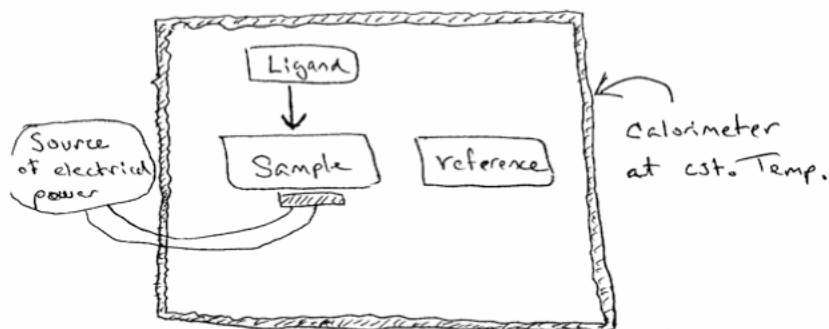 Ligand
Source
of electrical
power
Sample
reference
Calorimeter
at cst. Temp.